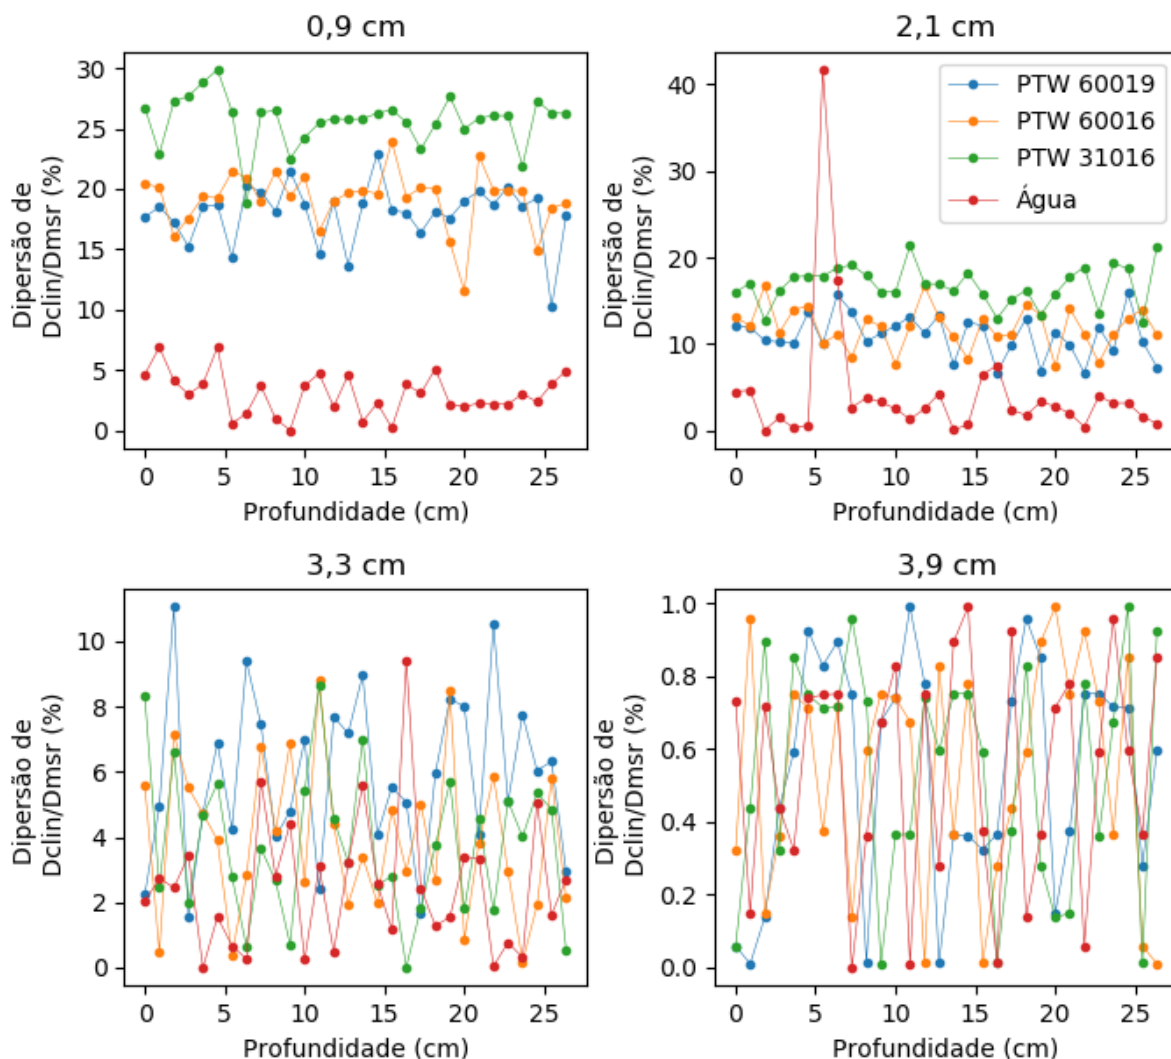 0,9 cm
30
25
20
15
10
5
0
Dipersão de
Dclin/Dmsr (%)
0 5 10 15 20 25
Profundidade (cm)
2,1 cm
40
30
20
10
0
Dipersão de
Dclin/Dmsr (%)
PTW 60019
PTW 60016
PTW 31016
Água
0 5 10 15 20 25
Profundidade (cm)
3,3 cm
10
8
6
4
2
0
Dipersão de
Dclin/Dmsr (%)
0 5 10 15 20 25
Profundidade (cm)
3,9 cm
1.0
0.8
0.6
0.4
0.2
0.0
Dipersão de
Dclin/Dmsr (%)
0 5 10 15 20 25
Profundidade (cm)